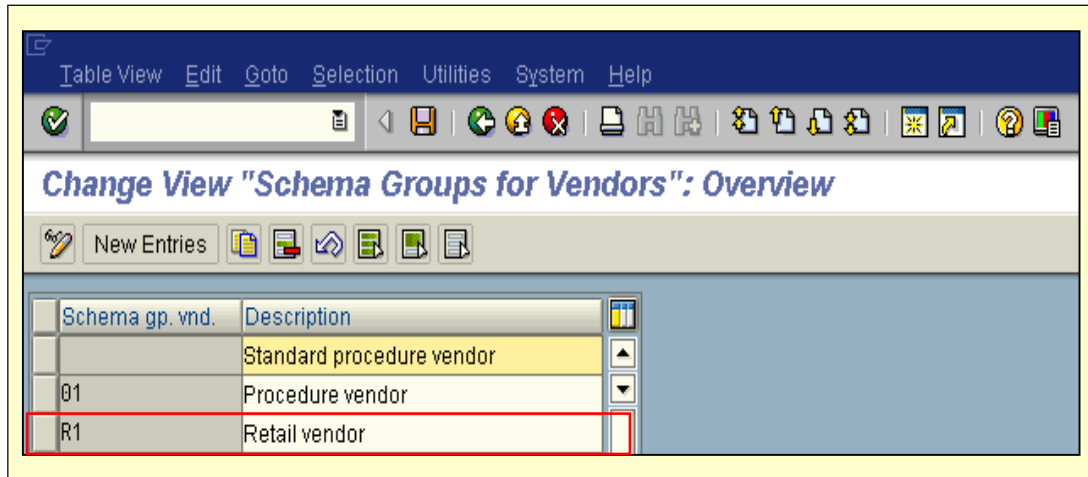 Table View Edit Goto Selection Utilities System Help
Change View "Schema Groups for Vendors": Overview
New Entries
Schema gp. vnd. Description
Standard procedure vendor
01 Procedure vendor
R1 Retail vendor